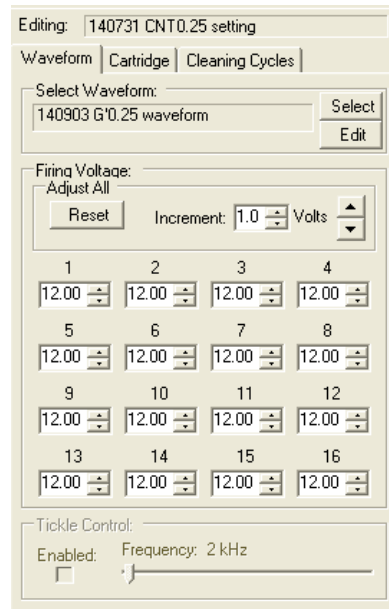 Editing: 140731 CNT0.25 setting
Waveform Cartridge Cleaning Cycles
Select Waveform:
140903 G'0.25 waveform
Select
Edit
Firing Voltage:
Adjust All
Reset Increment: 1.0 Volts
1 2 3 4
12.00 12.00 12.00 12.00
5 6 7 8
12.00 12.00 12.00 12.00
9 10 11 12
12.00 12.00 12.00 12.00
13 14 15 16
12.00 12.00 12.00 12.00
Tickle Control:
Enabled: Frequency: 2 kHz